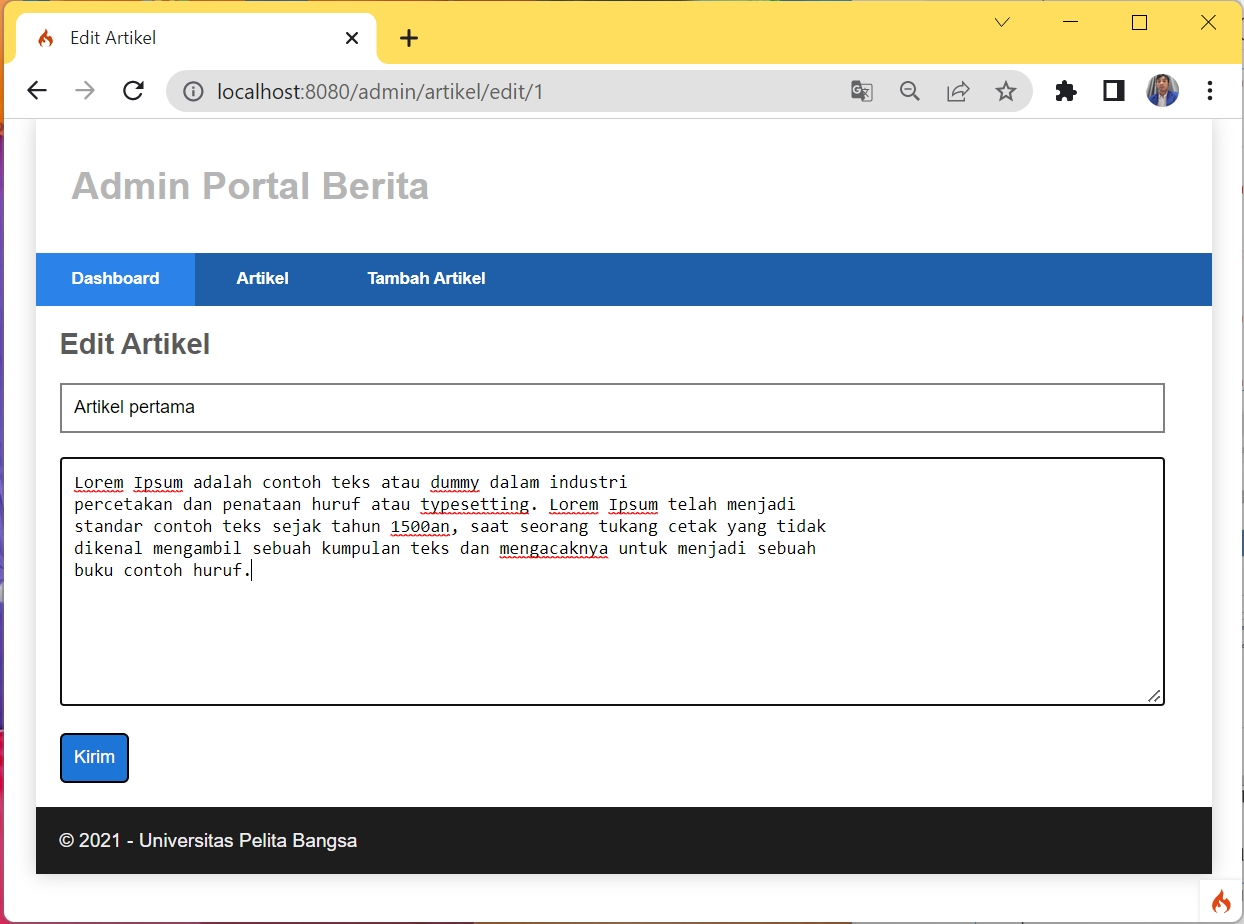 Edit Artikel
localhost:8080/admin/artikel/edit/1
Admin Portal Berita
Dashboard Artikel Tambah Artikel
Edit Artikel
Artikel pertama
Lorem Ipsum adalah contoh teks atau dummy dalam industri
percetakan dan penataan huruf atau typesetting. Lorem Ipsum telah menjadi
standar contoh teks sejak tahun 1500an, saat seorang tukang cetak yang tidak
dikenal mengambil sebuah kumpulan teks dan mengacaknya untuk menjadi sebuah
buku contoh huruf.
Kirim
© 2021 - Universitas Pelita Bangsa